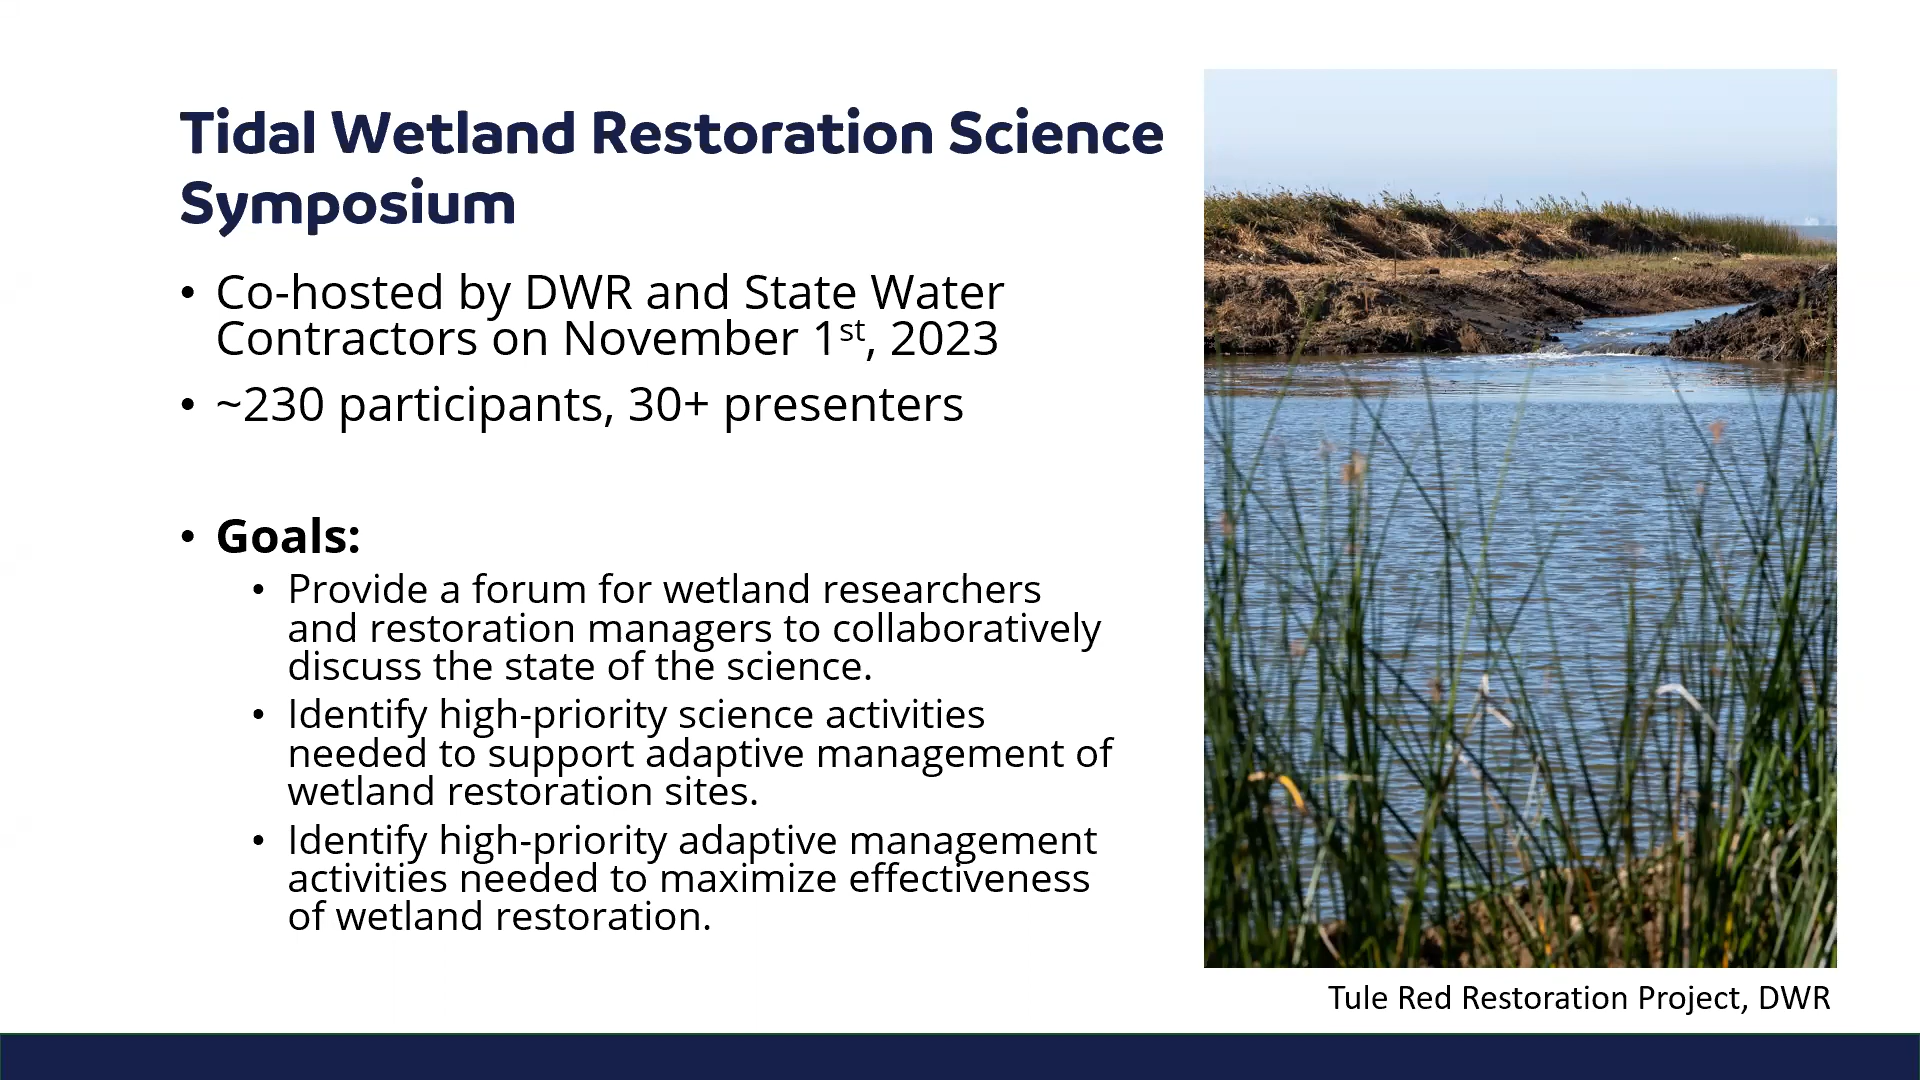 Tidal Wetland Restoration Science
Symposium
• Co-hosted by DWR and State Water
Contractors on November 1st, 2023
• ~230 participants, 30+ presenters
• Goals:
• Provide a forum for wetland researchers
and restoration managers to collaboratively
discuss the state of the science.
• Identify high-priority science activities
needed to support adaptive management of
wetland restoration sites.
• Identify high-priority adaptive management
activities needed to maximize effectiveness
of wetland restoration.
Tule Red Restoration Project, DWR